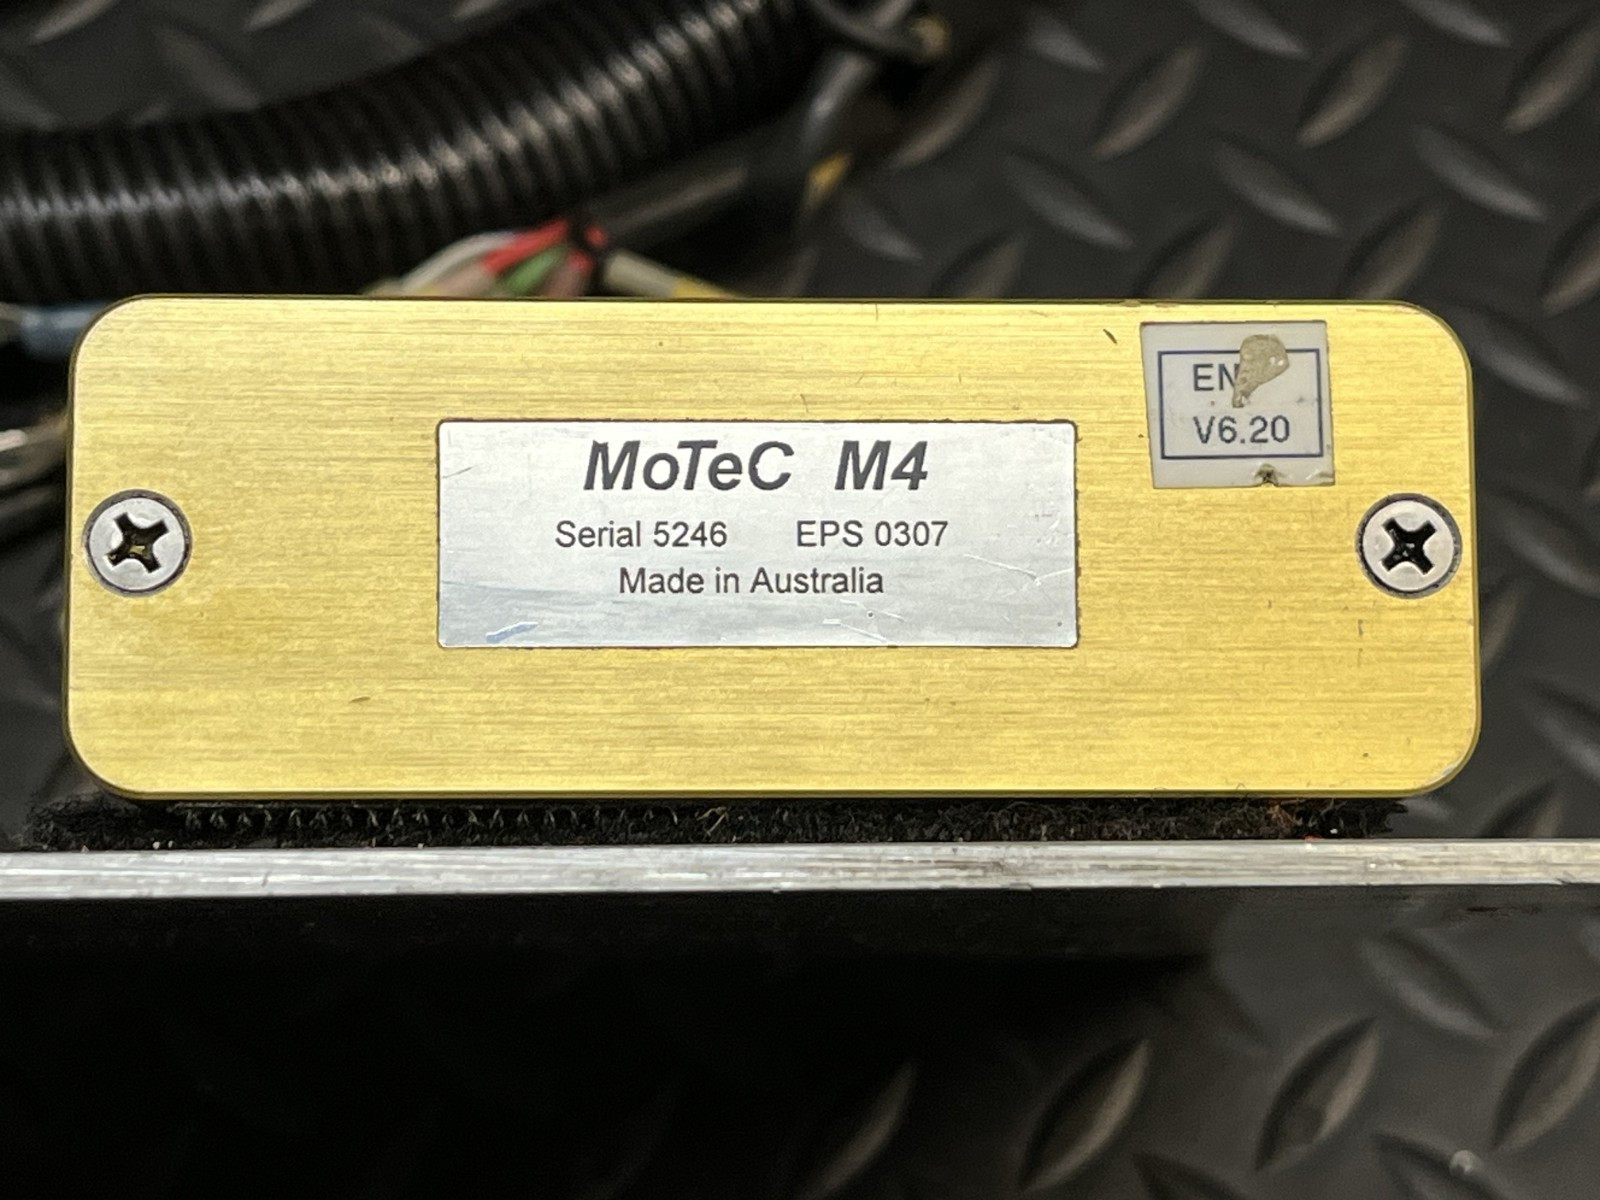 MoTeC M4
Serial 5246 EPS 0307
Made in Australia
V6.20